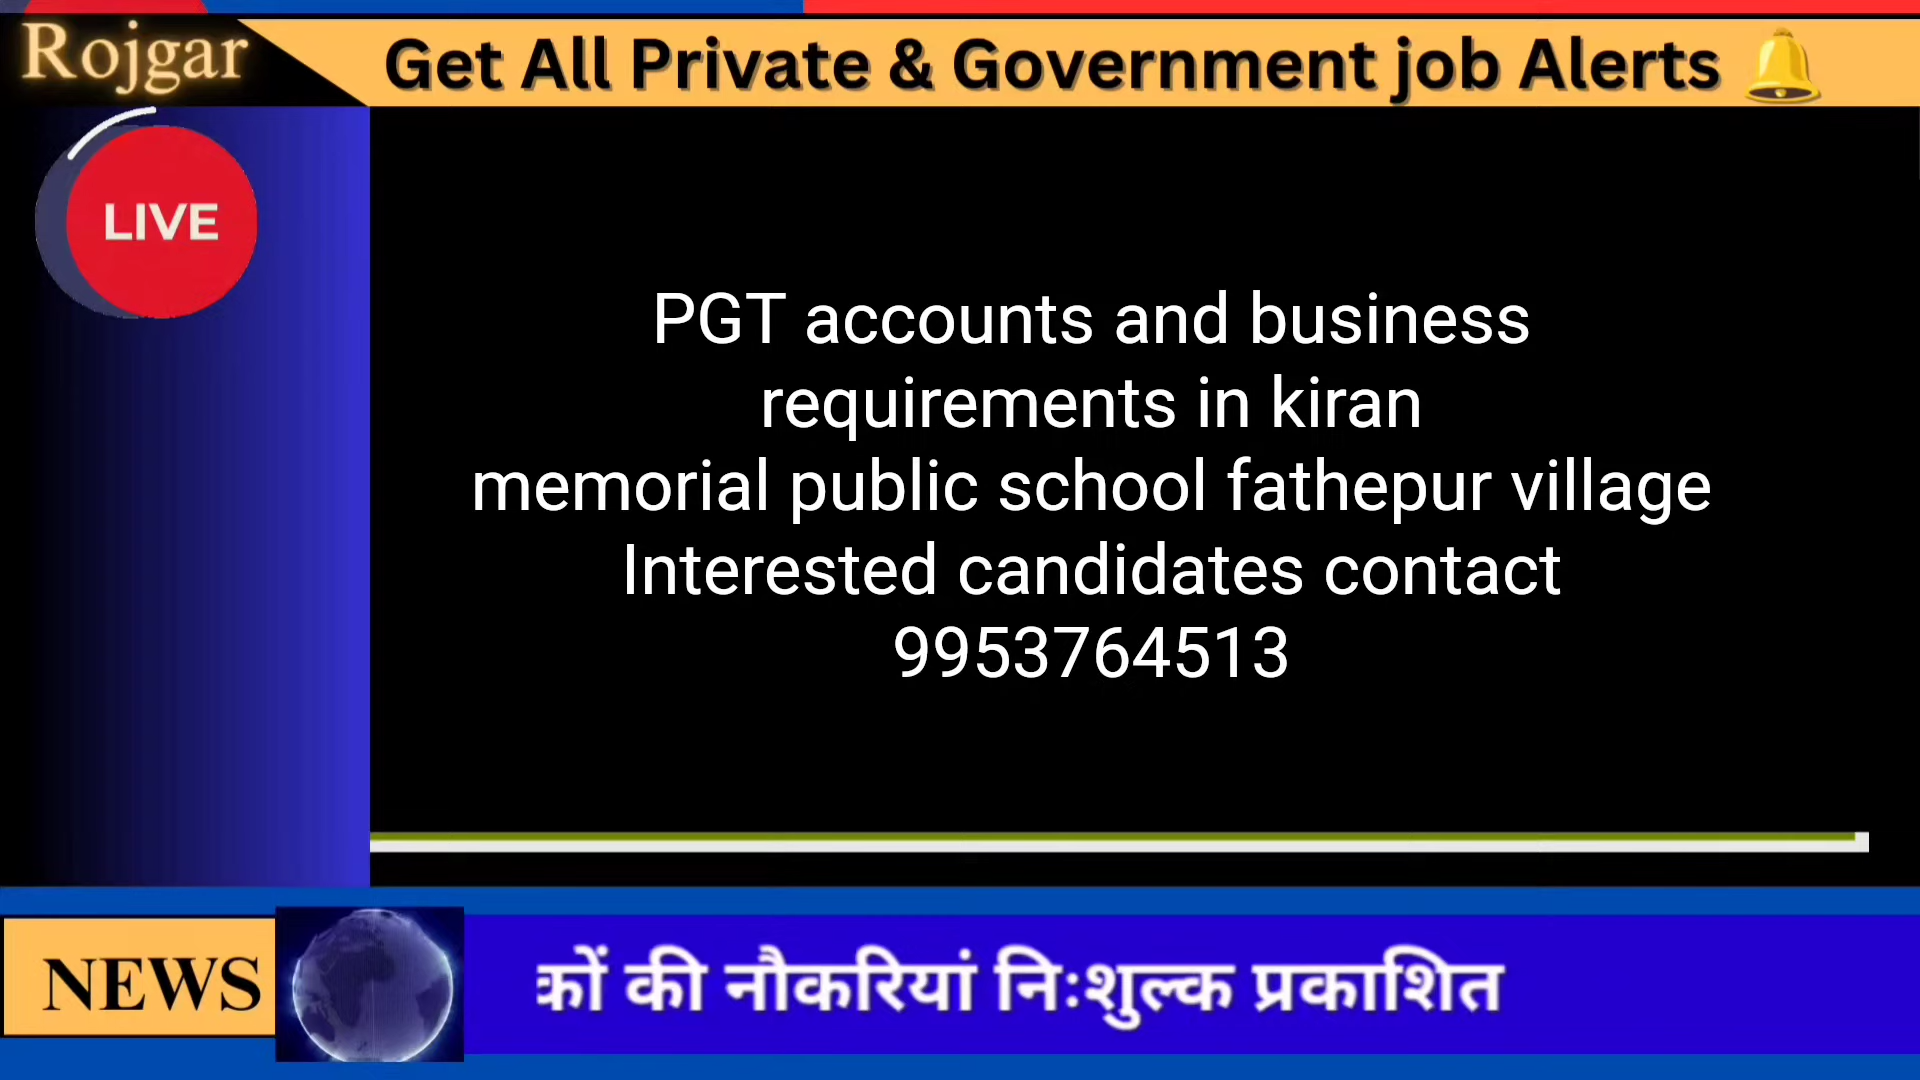 Rojgar
Get All Private & Government job Alerts
LIVE
PGT accounts and business
requirements in kiran
memorial public school fathepur village
Interested candidates contact
9953764513
NEWS
कों की नौकरियां निःशुल्क प्रकाशित